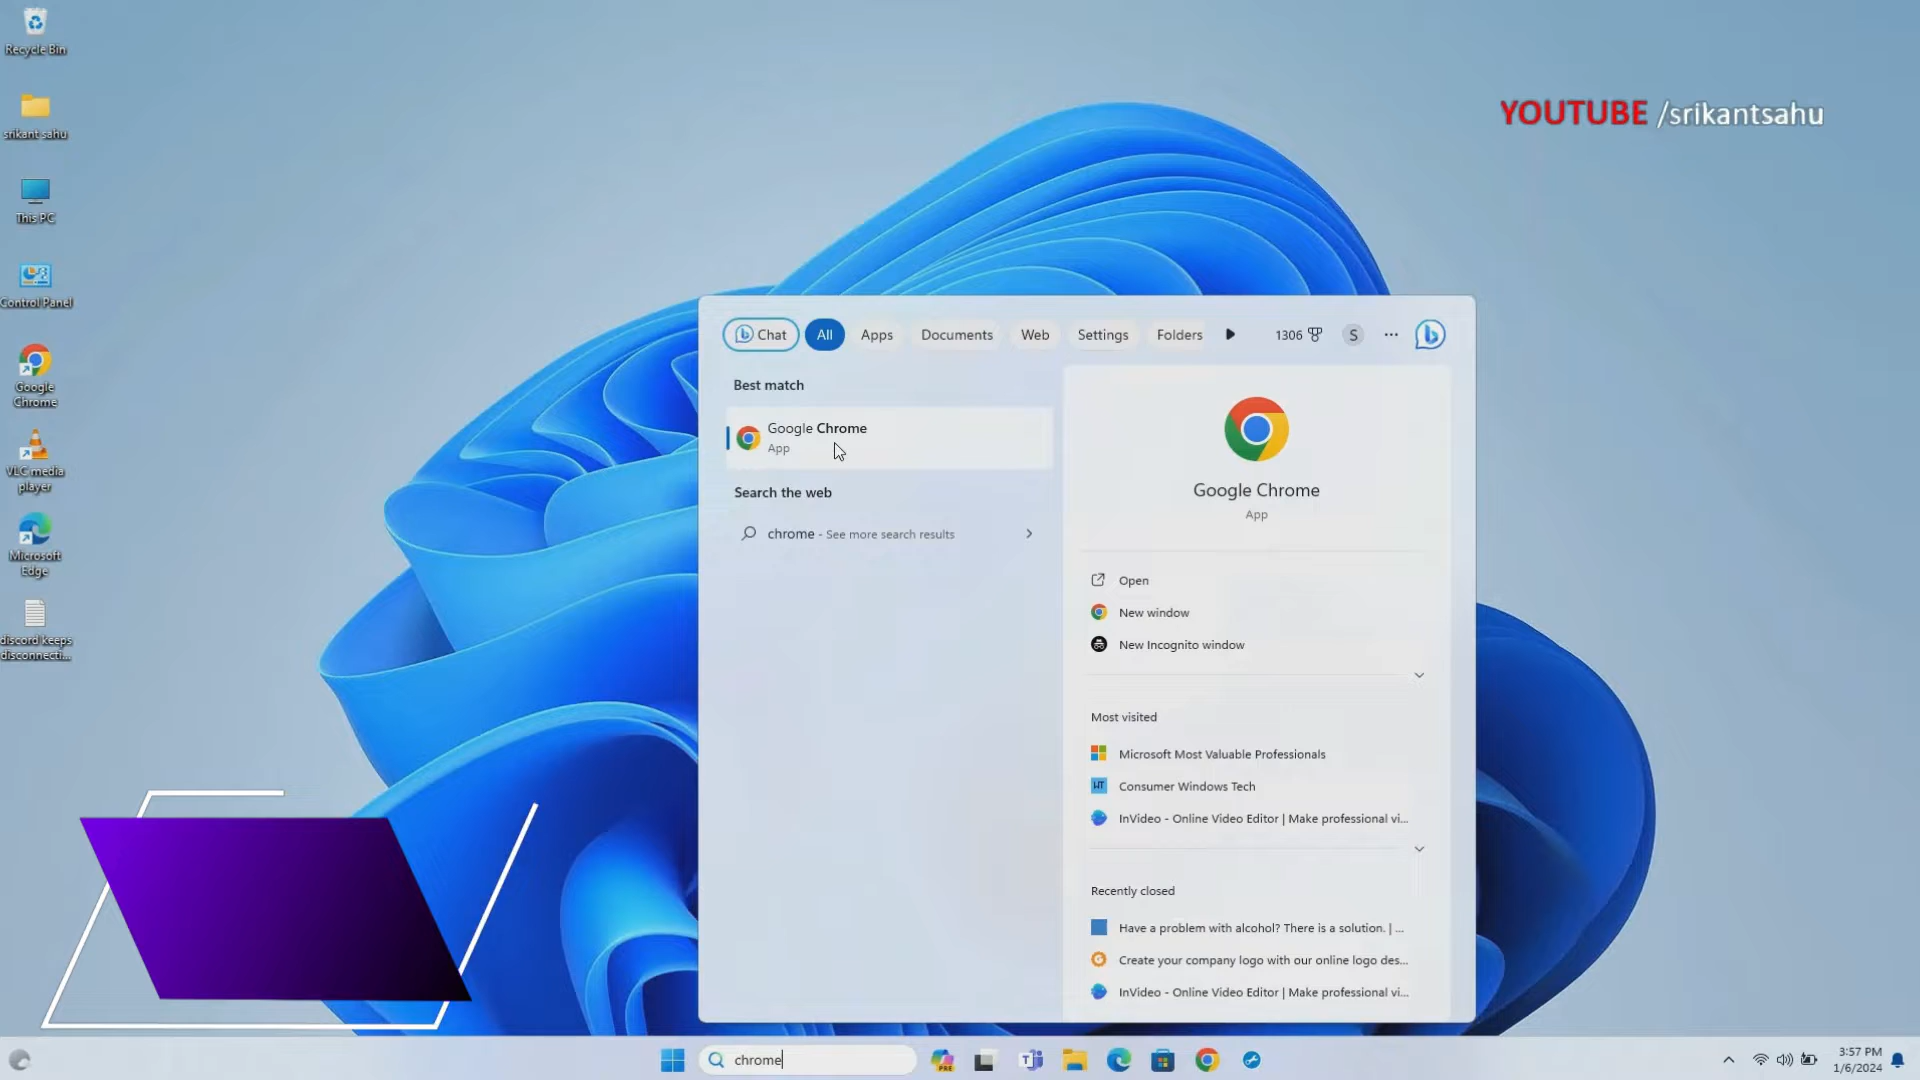 Recycle Bin
srikant sahu
This PC
Control Panel
Google
Chrome
VLC media
player
Microsoft
Edge
discord keeps
disconnecti...
YOUTUBE /srikantsahu
Chat
All
Apps
Documents
Web
Settings
Folders
1306
S
Best match
Google Chrome
App
Search the web
chrome - See more search results
Google Chrome
App
Open
New window
New Incognito window
Most visited
Microsoft Most Valuable Professionals
WT
Consumer Windows Tech
InVideo - Online Video Editor | Make professional vi...
Recently closed
Have a problem with alcohol? There is a solution. | ...
Create your company logo with our online logo des...
InVideo - Online Video Editor | Make professional vi...
chrome
PRE
3:57 PM
1/6/2024